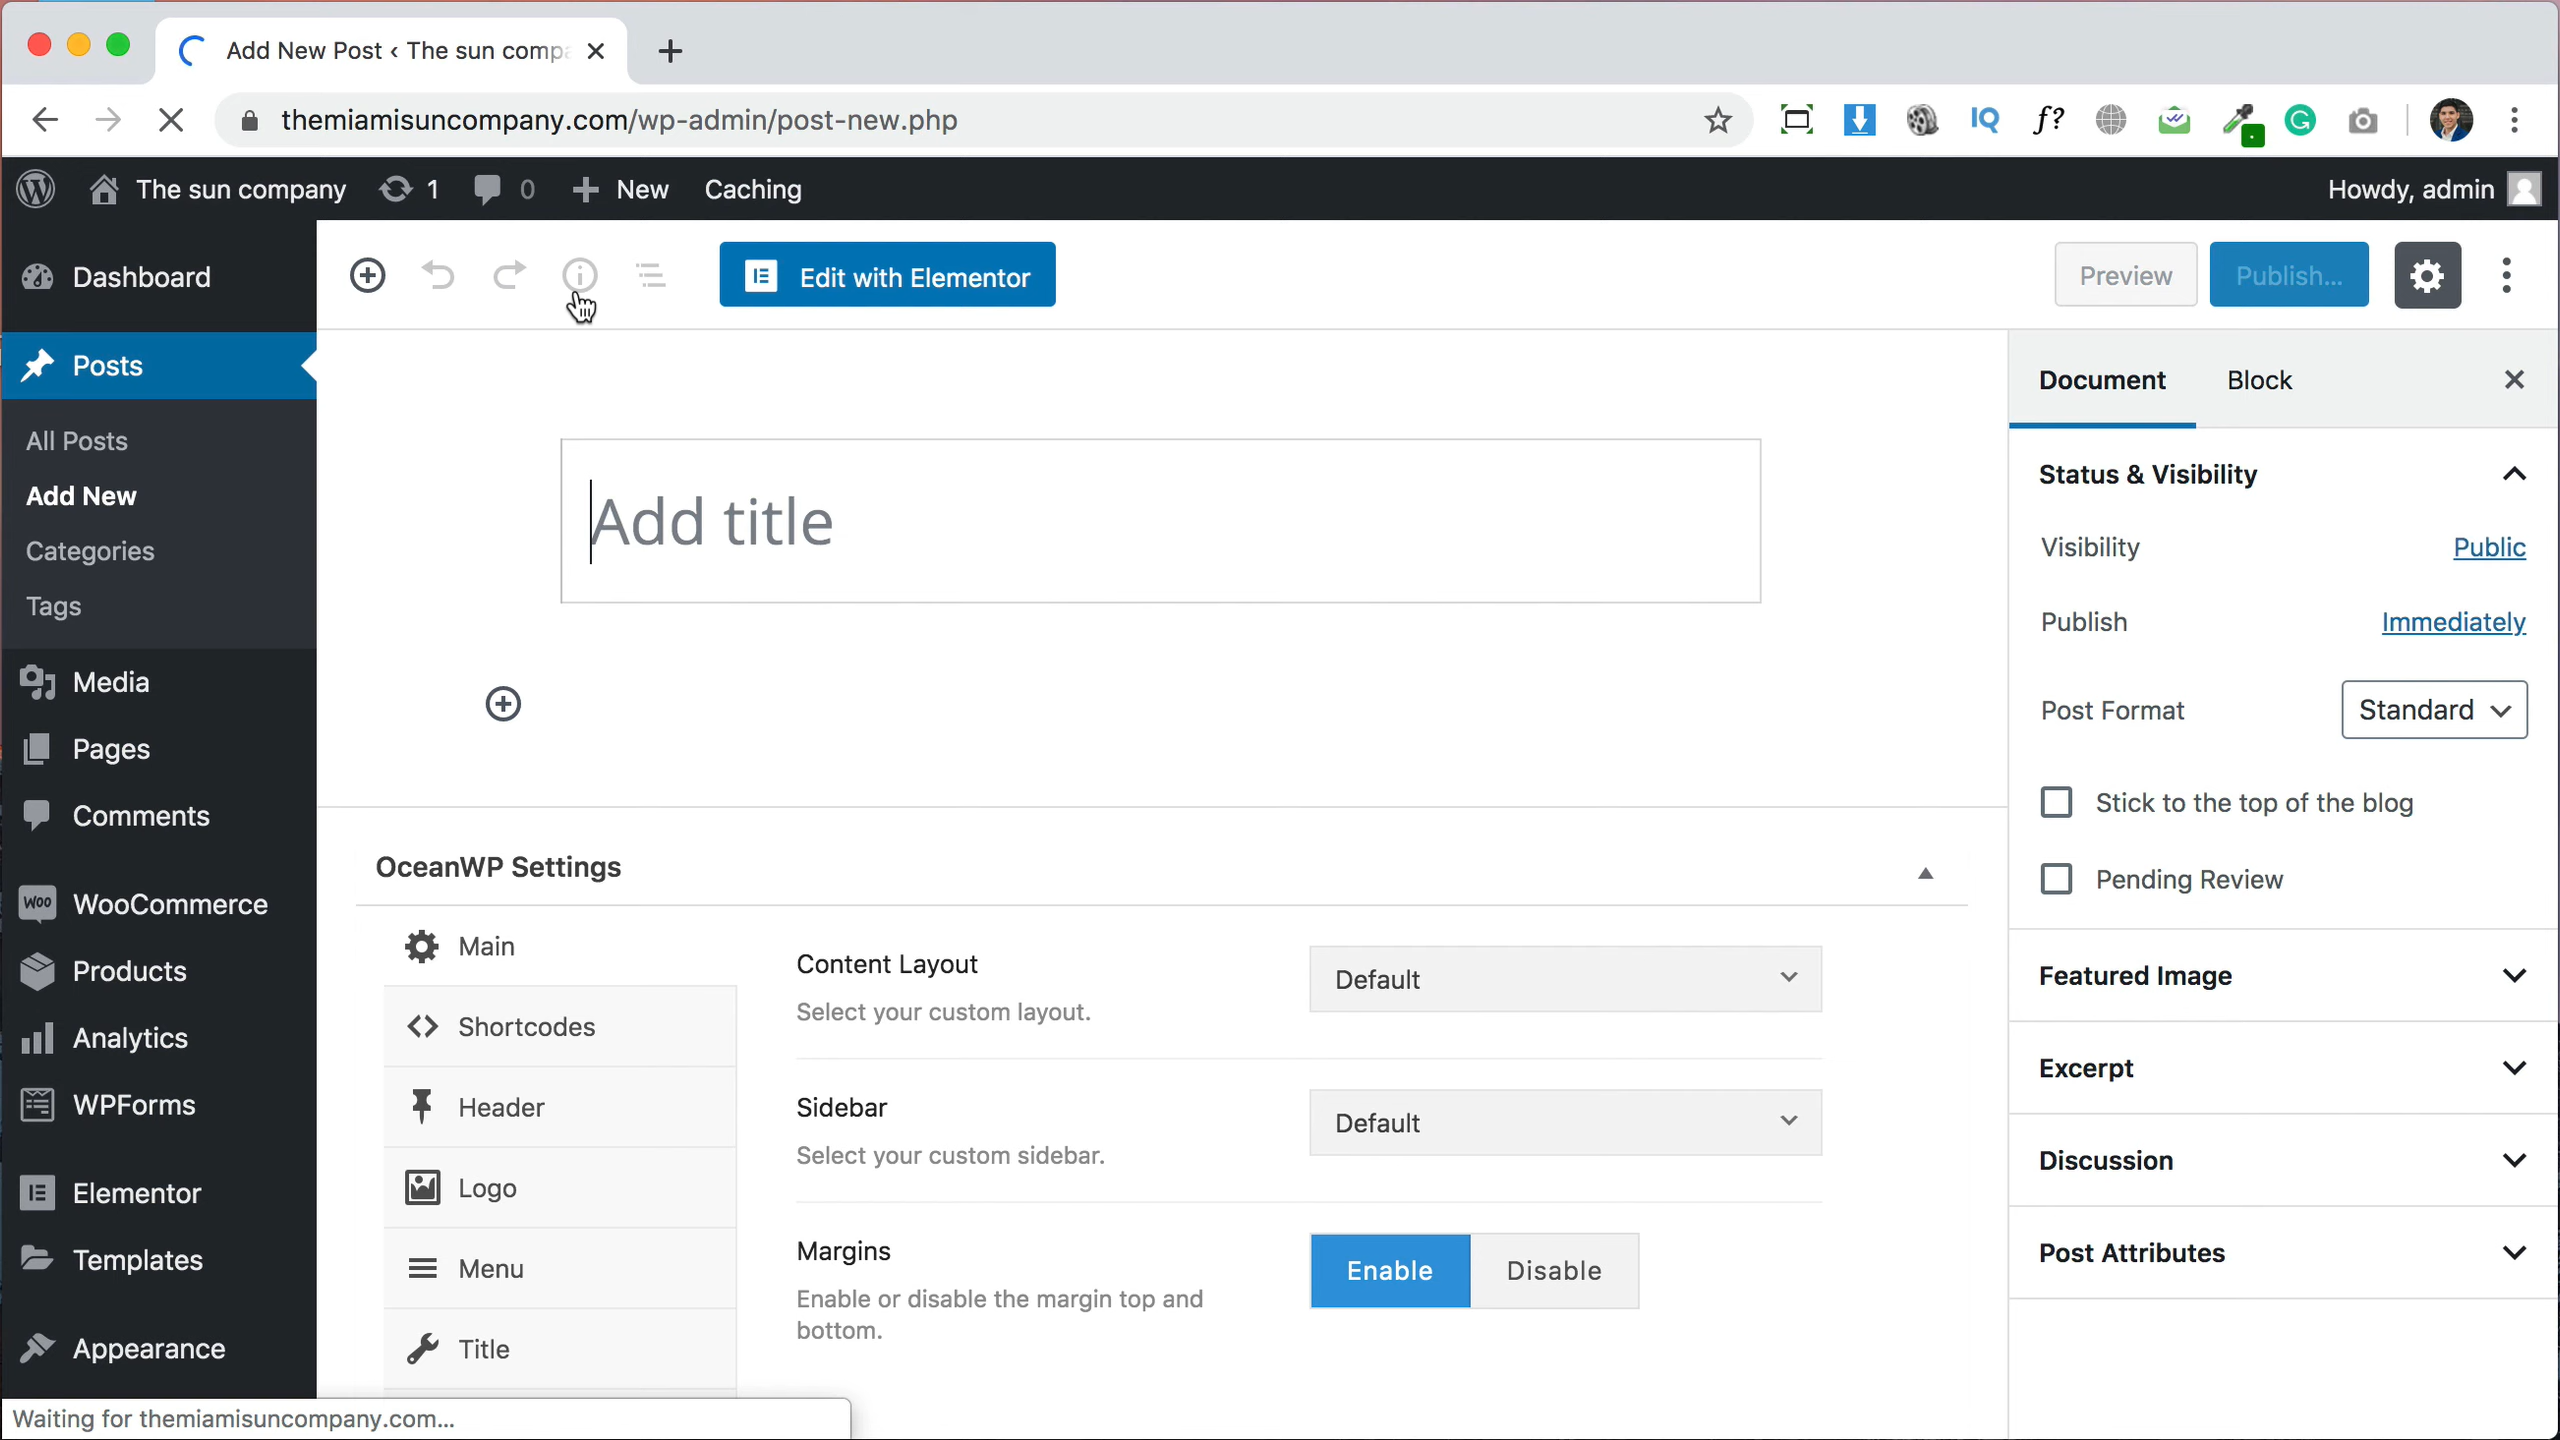 Add New Post ‹ The sun compa
themiamisuncompany.com/wp-admin/post-new.php
IQ
f?
The sun company
1
0
New
Caching
Howdy, admin
Dashboard
Posts
All Posts
Add New
Categories
Tags
Media
Pages
Comments
Woo
WooCommerce
Products
Analytics
WPForms
Elementor
Templates
Appearance
Edit with Elementor
Preview
Publish...
Add title
OceanWP Settings
Main
Shortcodes
Header
Logo
Menu
Title
Content Layout
Select your custom layout.
Default
Sidebar
Select your custom sidebar.
Default
Margins
Enable or disable the margin top and
bottom.
Enable
Disable
Document
Block
Status & Visibility
Visibility
Public
Publish
Immediately
Post Format
Standard
Stick to the top of the blog
Pending Review
Featured Image
Excerpt
Discussion
Post Attributes
Waiting for themiamisuncompany.com...